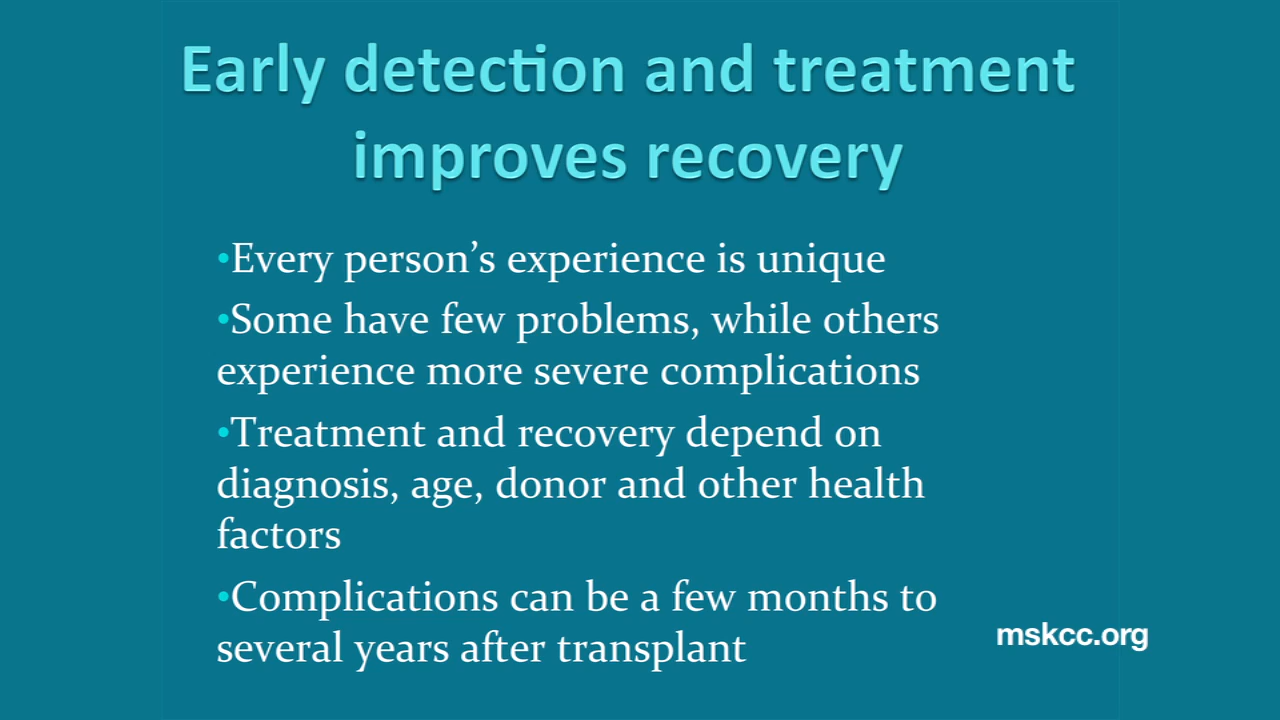 Early detection and treatment
improves recovery
•Every person’s experience is unique
•Some have few problems, while others
experience more severe complications
•Treatment and recovery depend on
diagnosis, age, donor and other health
factors
•Complications can be a few months to
several years after transplant
mskcc.org